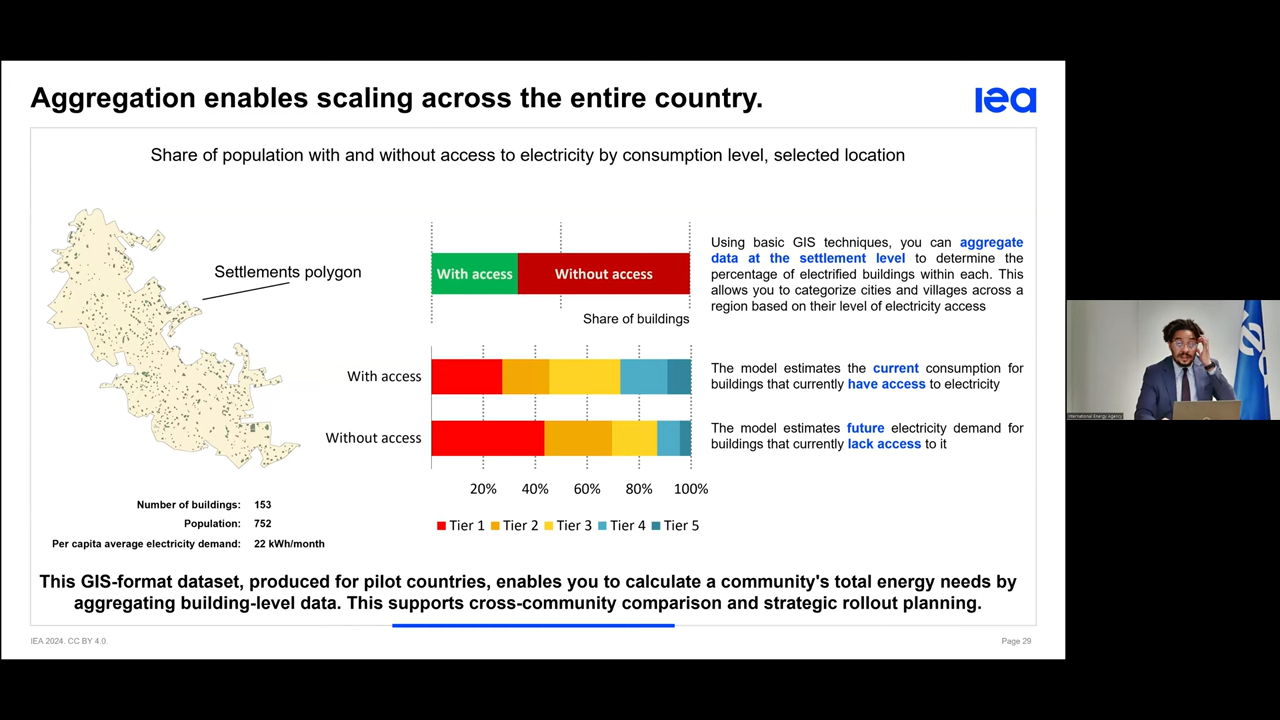 Aggregation enables scaling across the entire country.
iea
Share of population with and without access to electricity by consumption level, selected location
Settlements polygon
With access
Without access
Share of buildings
Using basic GIS techniques, you can aggregate
data at the settlement level to determine the
percentage of electrified buildings within each. This
allows you to categorize cities and villages across a
region based on their level of electricity access
With access
The model estimates the current consumption for
buildings that currently have access to electricity
Without access
The model estimates future electricity demand for
buildings that currently lack access to it
20% 40% 60% 80% 100%
Tier 1 Tier 2 Tier 3 Tier 4 Tier 5
Number of buildings: 153
Population: 752
Per capita average electricity demand: 22 kWh/month
This GIS-format dataset, produced for pilot countries, enables you to calculate a community's total energy needs by
aggregating building-level data. This supports cross-community comparison and strategic rollout planning.
IEA 2024. CC BY 4.0.
Page 29
International Energy Agency